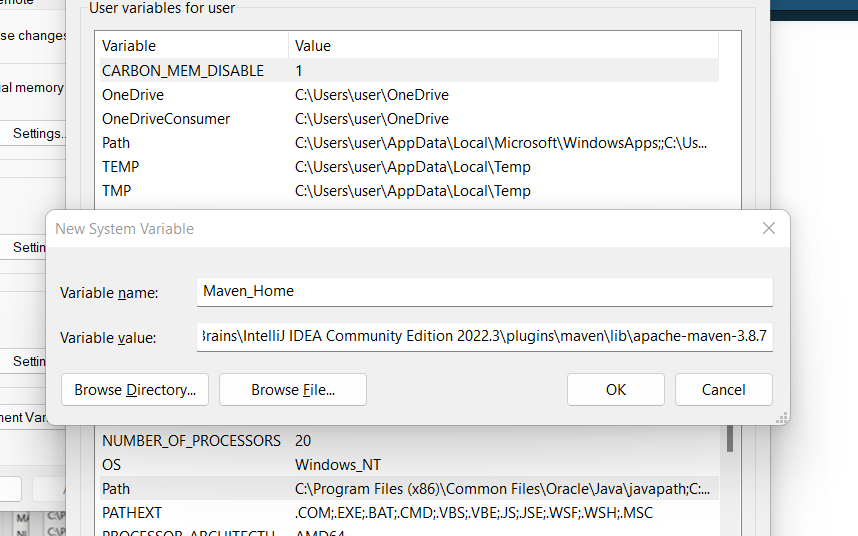 User variables for user
se changes
al memory
Settings..
Variable Value
CARBON_MEM_DISABLE 1
OneDrive C:\Users\user\OneDrive
OneDriveConsumer C:\Users\user\OneDrive
Path C:\Users\user\AppData\Local\Microsoft\WindowsApps;;C:\Us...
TEMP C:\Users\user\AppData\Local\Temp
TMP C:\Users\user\AppData\Local\Temp
New System Variable
Settin
Variable name: Maven_Home
Variable value: Brains\IntelliJ IDEA Community Edition 2022.3\plugins\maven\lib\apache-maven-3.8.7
Settin
Browse Directory... Browse File... OK Cancel
ment Var
NUMBER_OF_PROCESSORS 20
OS Windows_NT
Path C:\Program Files (x86)\Common Files\Oracle\Java\javapath;C:...
PATHEXT .COM;.EXE;.BAT;.CMD;.VBS;.VBE;.JS;.JSE;.WSF;.WSH;.MSC
PROCESSOR_ARCHITECTU AMD64